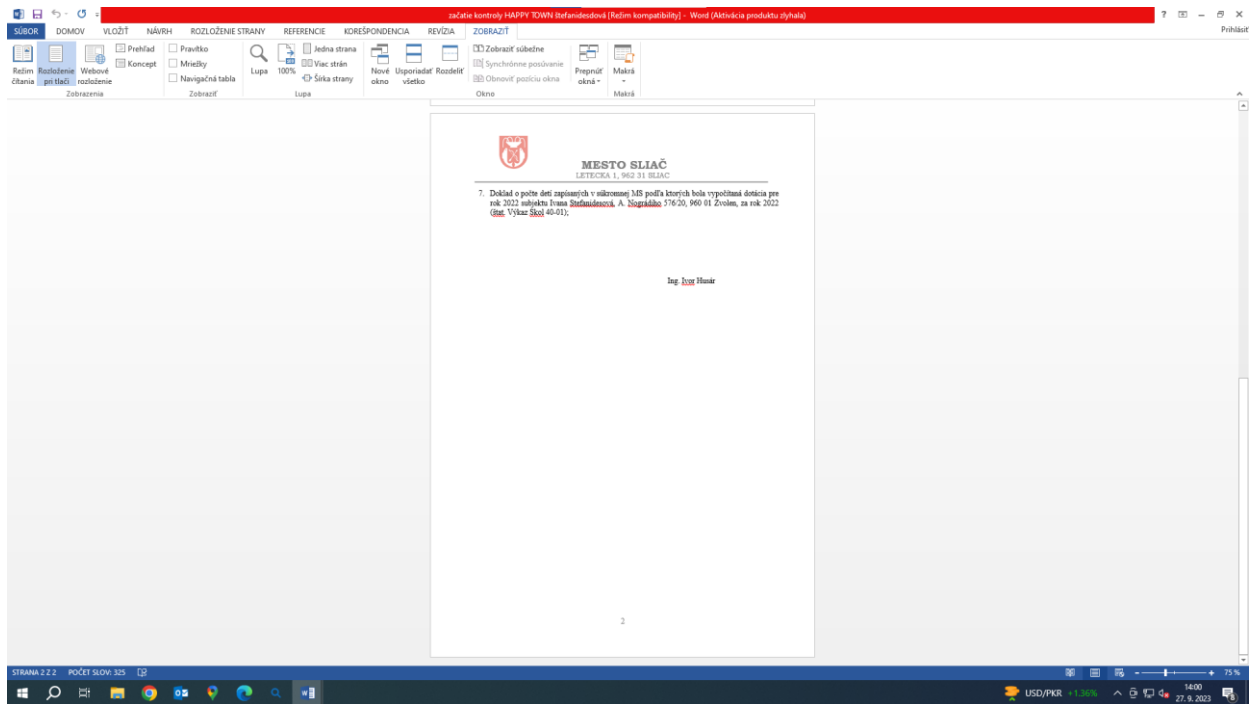 začatie kontroly HAPPY TOWN štefanidesdová [Režim kompatibility] - Word (Aktivácia produktu zlyhala)
SÚBOR DOMOV VLOŽIŤ NÁVRH ROZLOŽENIE STRANY REFERENCIE KOREŠPONDENCIA REVÍZIA ZOBRAZIŤ Prihlásiť
Režim čítania
Rozloženie pri tlači
Webové rozloženie
Prehľad
Koncept
Zobrazenia
Pravítko
Mriežky
Navigačná tabla
Zobraziť
Lupa
100%
Jedna strana
Viac strán
Šírka strany
Lupa
Nové okno
Usporiadať všetko
Rozdeliť
Zobraziť súbežne
Synchrónne posúvanie
Obnoviť pozíciu okna
Prepnúť okná
Okno
Makrá
Makrá
MESTO SLIAČ
LETECKA 1, 962 31 SLIAC
7. Doklad o počte detí zapísaných v súkromnej MS podľa ktorých bola vypočítaná dotácia pre
rok 2022 subjektu Ivana Štefanidesová, A. Nográdiho 576/20, 960 01 Zvolen, za rok 2022
(štat. Výkaz Škol 40-01);
Ing. Ivor Husár
2
STRANA 2 Z 2 POČET SLOV: 325 75 %
USD/PKR +1.36% 14:00
27. 9. 2023